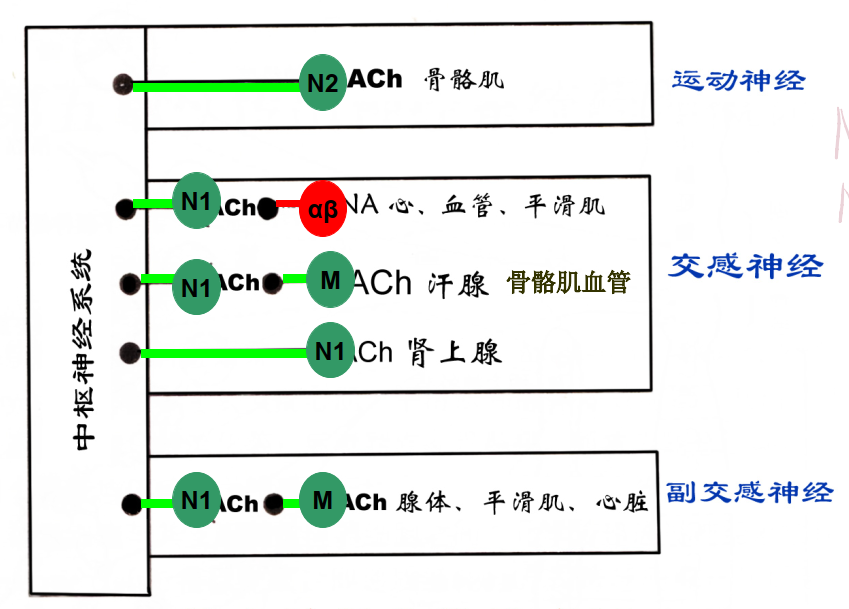 N2 ACh 骨骼肌 运动神经
N1 ACh αβ NA 心、血管、平滑肌
N1 ACh M ACh 汗腺 骨骼肌血管 交感神经
N1 ACh 肾上腺
中枢神经系统
N1 ACh M ACh 腺体、平滑肌、心脏 副交感神经